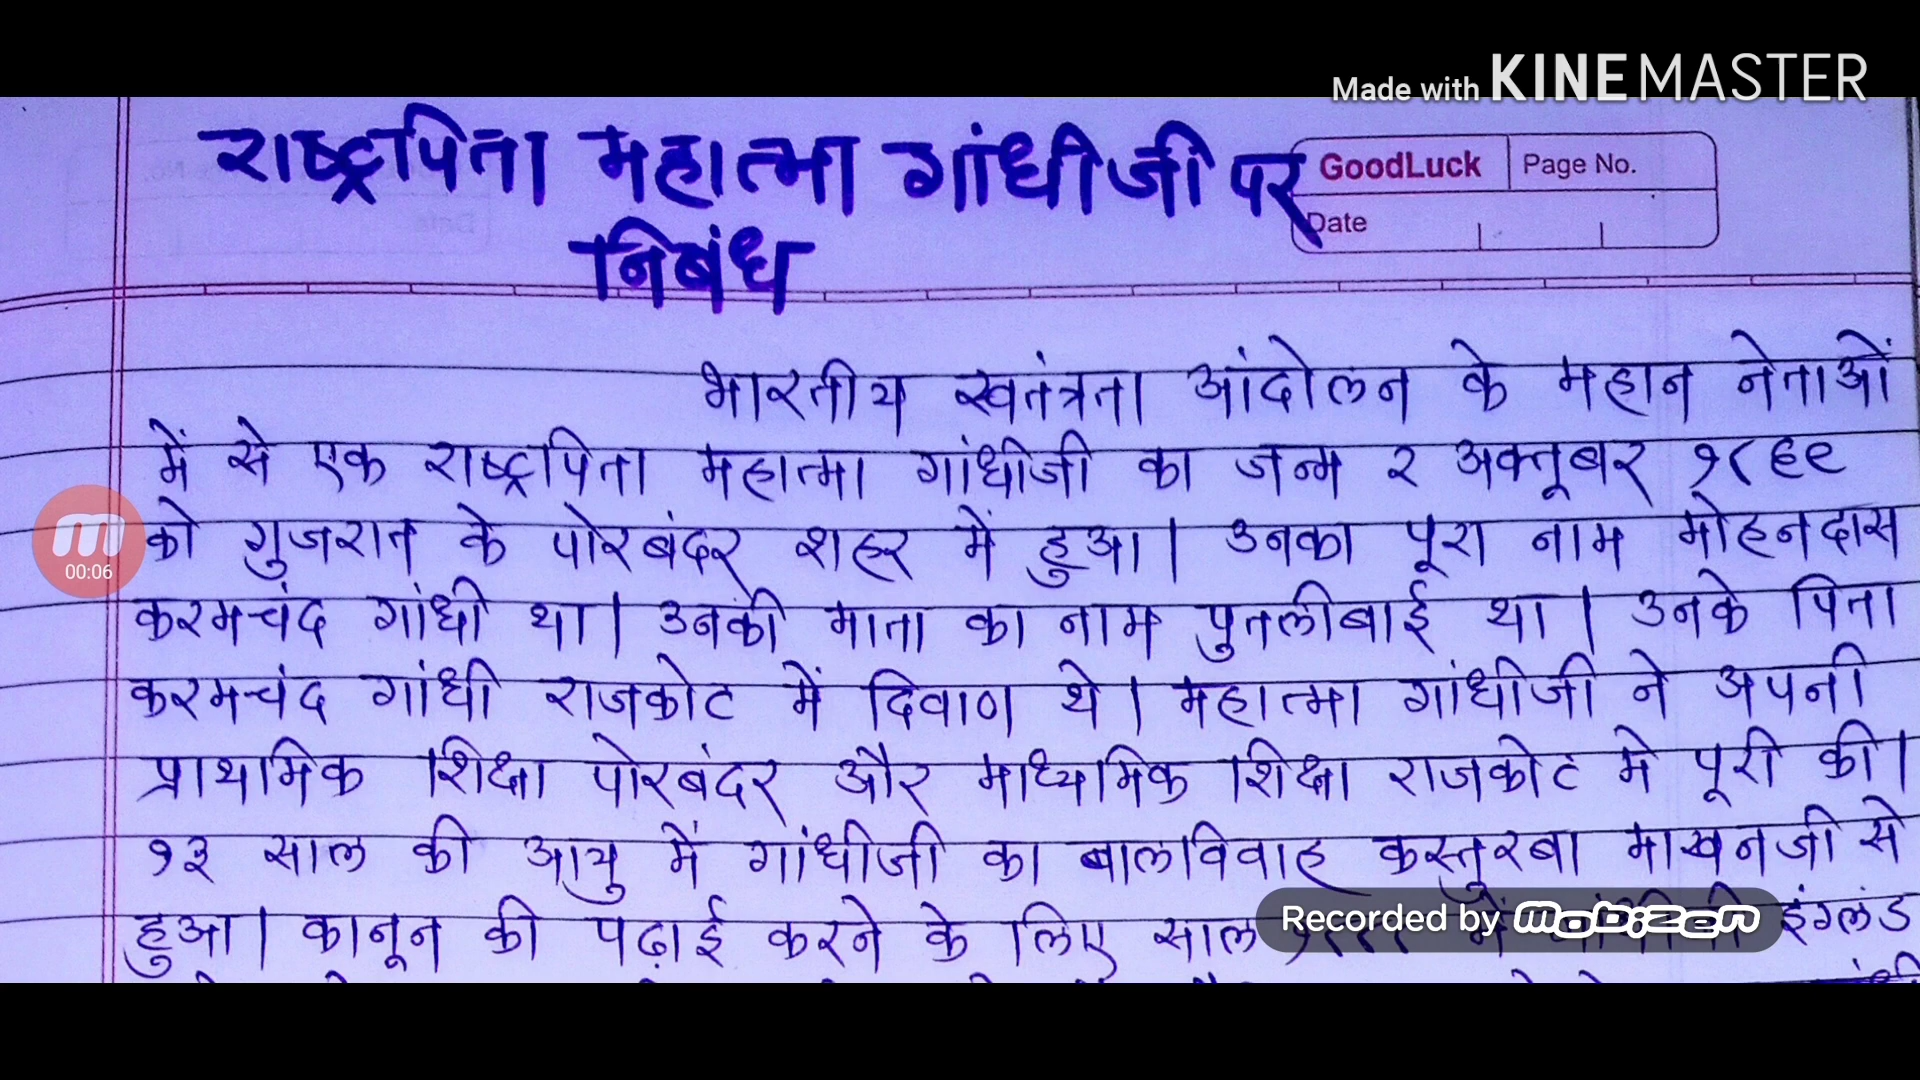 Made with KINEMASTER
राष्ट्रपिता महात्मा गांधीजी पर
GoodLuck
Page No.
Date
निबंध
भारतीय स्वतंत्रता आंदोलन के महान नेताओं
में से एक राष्ट्रपिता महात्मा गांधीजी का जन्म २ अक्तूबर १८६९
को गुजरात के पोरबंदर शहर में हुआ। उनका पूरा नाम मोहनदास
00:06
करमचंद गांधी था। उनकी माता का नाम पुतलीबाई था। उनके पिता
करमचंद गांधी राजकोट में दिवाण थे। महात्मा गांधीजी ने अपनी
प्राथमिक शिक्षा पोरबंदर और माध्यमिक शिक्षा राजकोट मे पूरी की।
१३ साल की आयु में गांधीजी का बालविवाह कस्तुरबा माखनजी से
हुआ। कानून की पढ़ाई करने के लिए साल में इंग्लंड
Recorded by mobizen